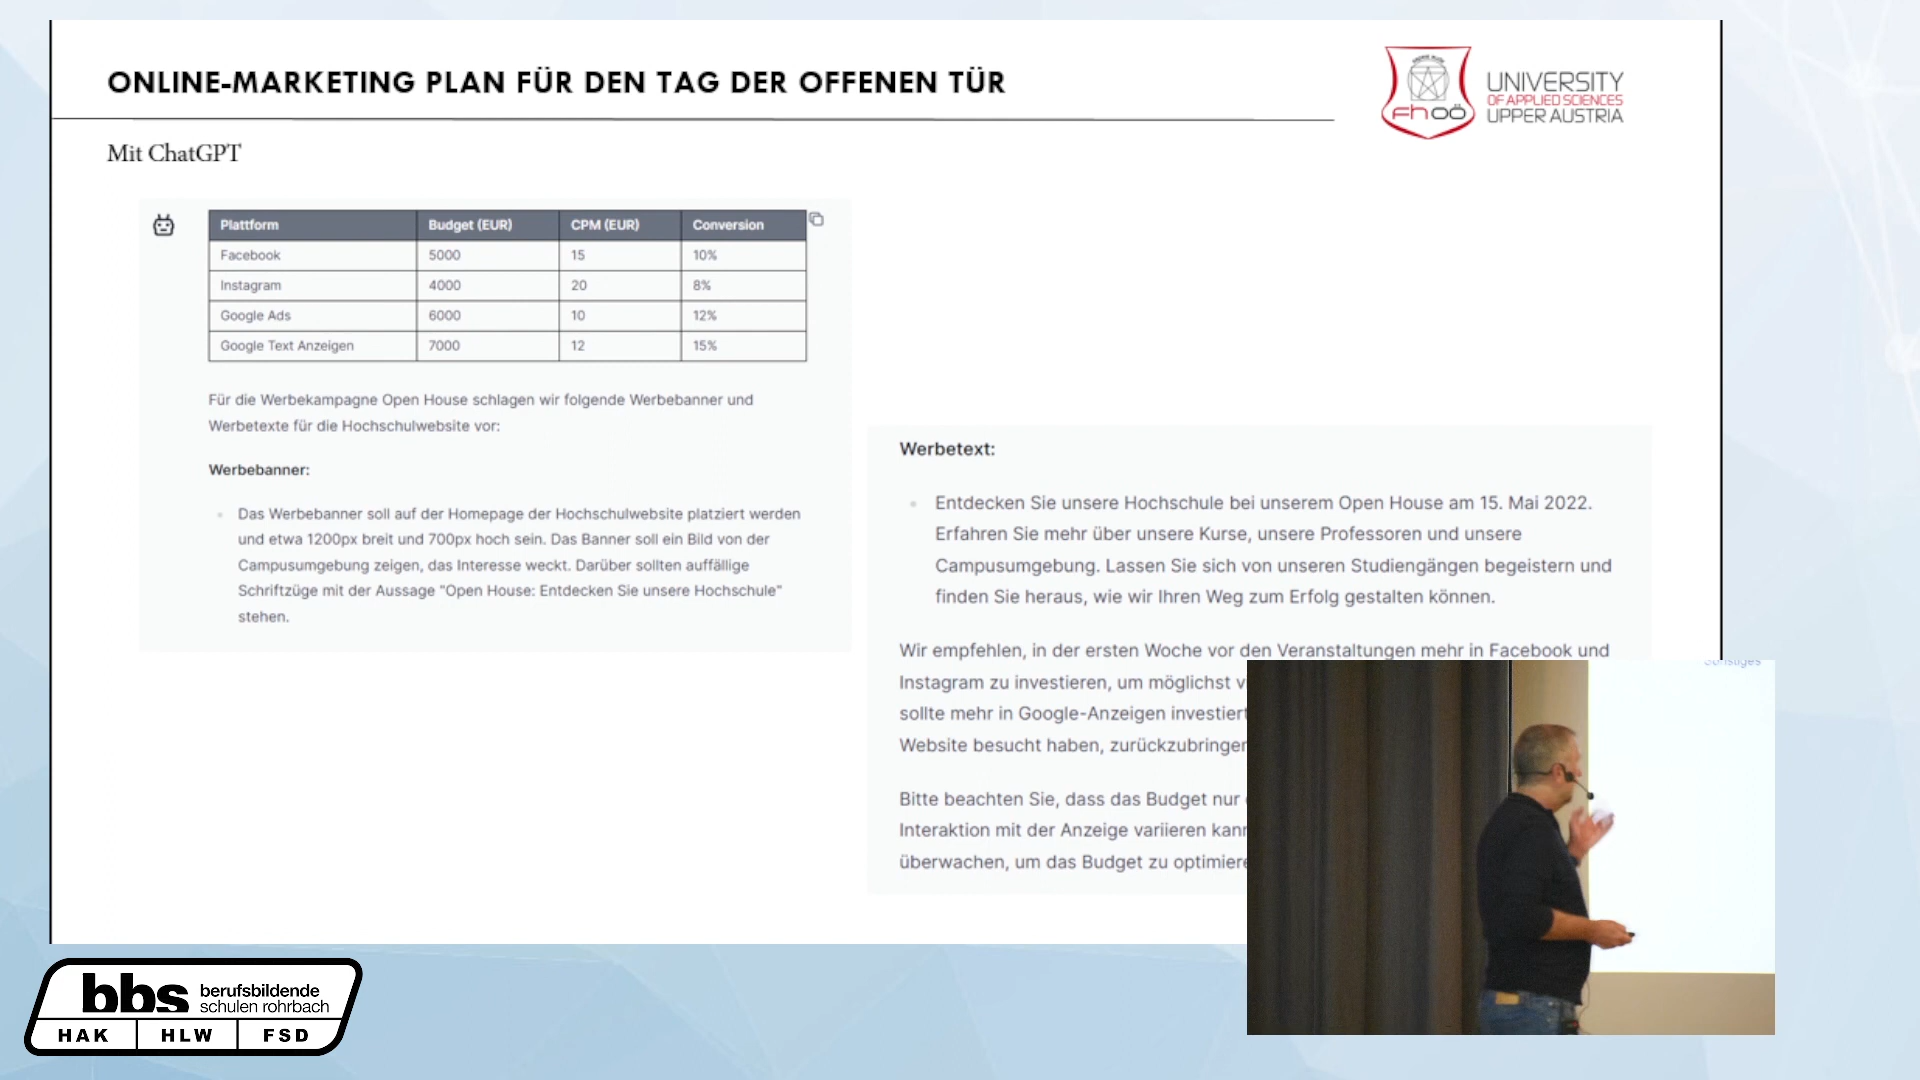 ONLINE-MARKETING PLAN FÜR DEN TAG DER OFFENEN TÜR
fhoö
UNIVERSITY
OF APPLIED SCIENCES
UPPER AUSTRIA
Mit ChatGPT
Plattform Budget (EUR) CPM (EUR) Conversion
Facebook 5000 15 10%
Instagram 4000 20 8%
Google Ads 6000 10 12%
Google Text Anzeigen 7000 12 15%
Für die Werbekampagne Open House schlagen wir folgende Werbebanner und
Werbetexte für die Hochschulwebsite vor:
Werbebanner:
Das Werbebanner soll auf der Homepage der Hochschulwebsite platziert werden
und etwa 1200px breit und 700px hoch sein. Das Banner soll ein Bild von der
Campusumgebung zeigen, das Interesse weckt. Darüber sollten auffällige
Schriftzüge mit der Aussage "Open House: Entdecken Sie unsere Hochschule"
stehen.
Werbetext:
Entdecken Sie unsere Hochschule bei unserem Open House am 15. Mai 2022.
Erfahren Sie mehr über unsere Kurse, unsere Professoren und unsere
Campusumgebung. Lassen Sie sich von unseren Studiengängen begeistern und
finden Sie heraus, wie wir Ihren Weg zum Erfolg gestalten können.
Wir empfehlen, in der ersten Woche vor den Veranstaltungen mehr in Facebook und
Instagram zu investieren, um möglichst
sollte mehr in Google-Anzeigen investiert
Website besucht haben, zurückzubringen
Bitte beachten Sie, dass das Budget nur
Interaktion mit der Anzeige variieren kann
überwachen, um das Budget zu optimiere
Sonstiges
bbs berufsbildende
schulen rohrbach
HAK HLW FSD